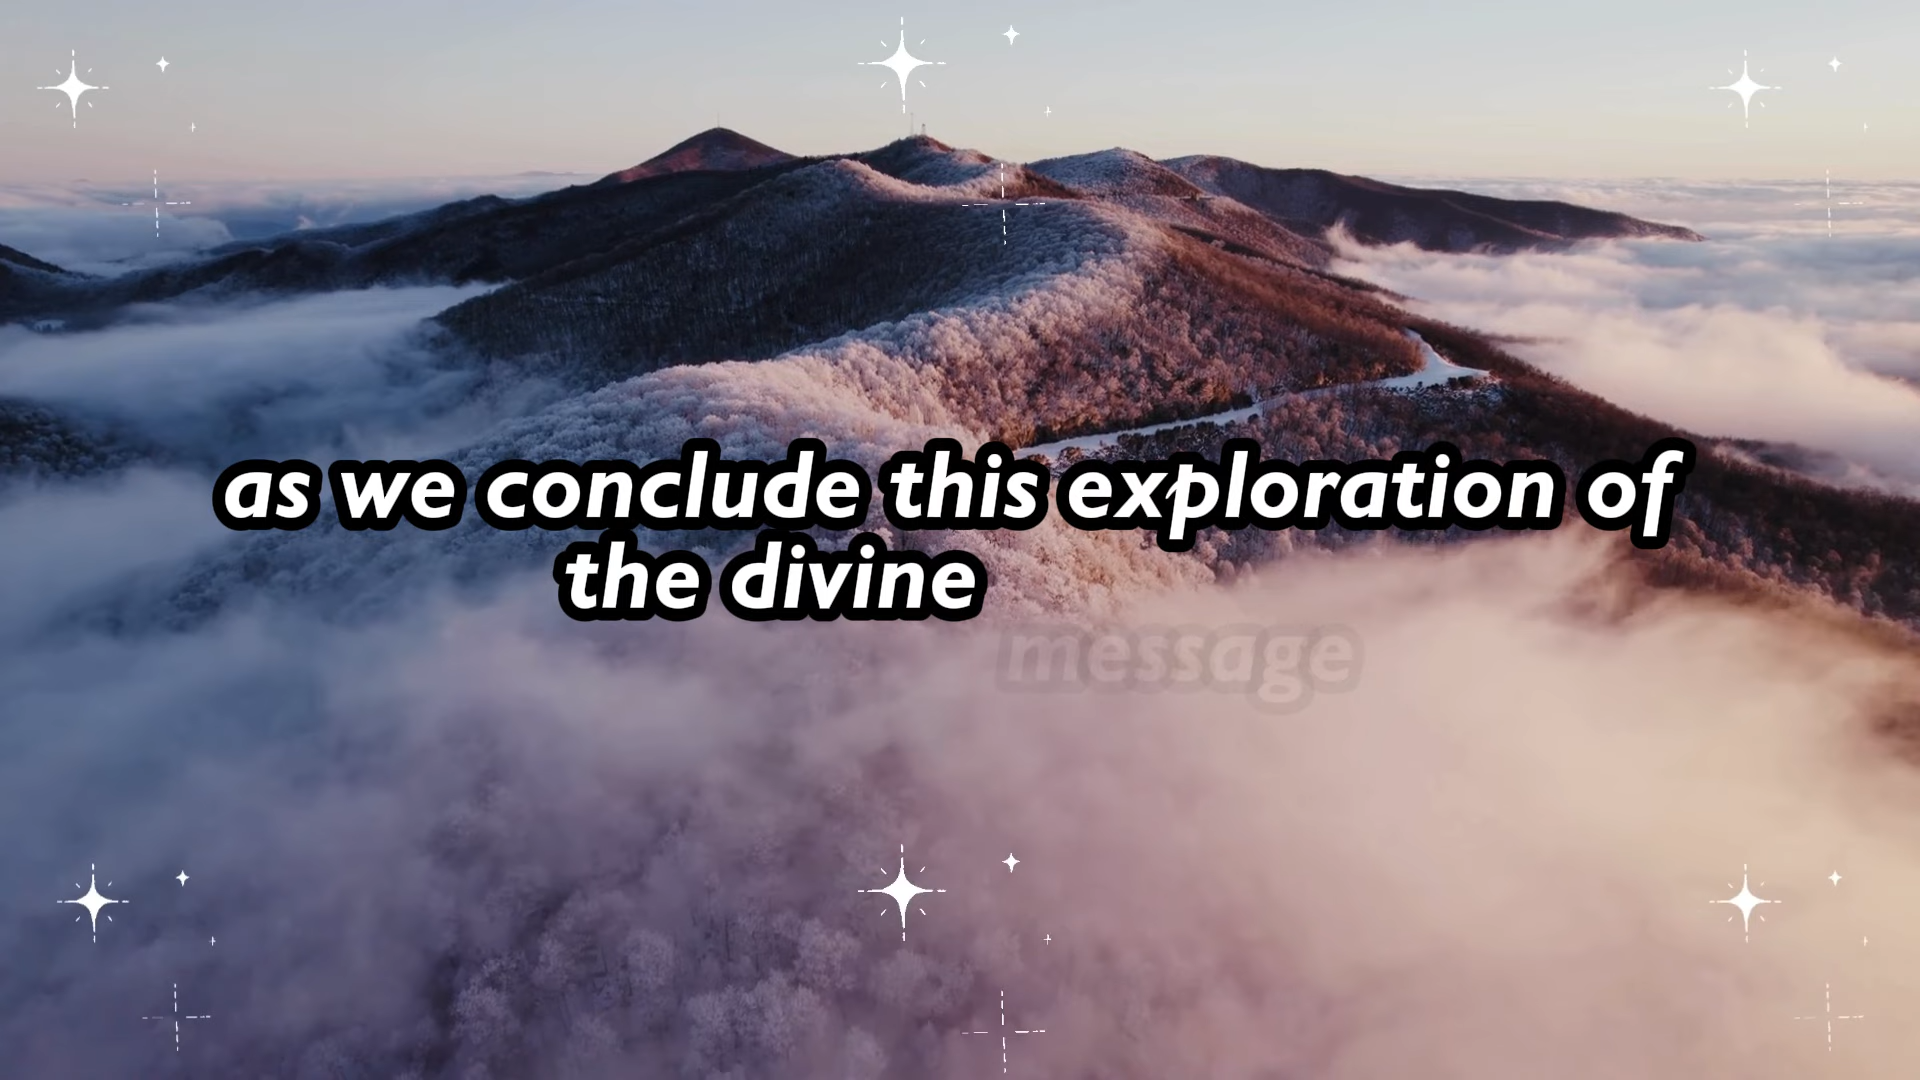 as we conclude this exploration of
the divine
message